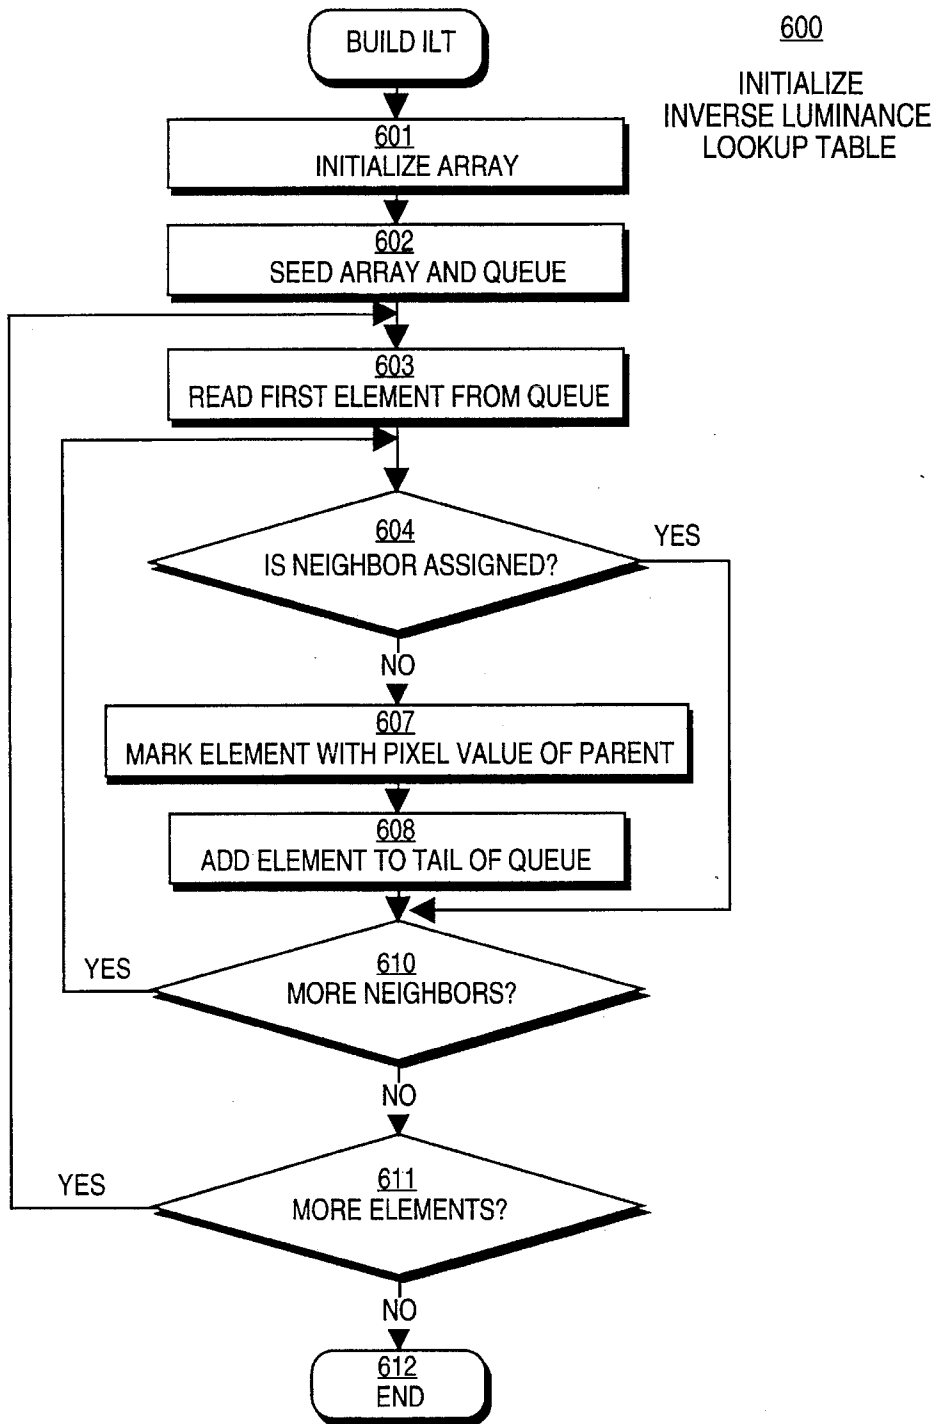 BUILD ILT
600
INITIALIZE
INVERSE LUMINANCE
LOOKUP TABLE
601
INITIALIZE ARRAY
602
SEED ARRAY AND QUEUE
603
READ FIRST ELEMENT FROM QUEUE
604
IS NEIGHBOR ASSIGNED?
YES
NO
607
MARK ELEMENT WITH PIXEL VALUE OF PARENT
608
ADD ELEMENT TO TAIL OF QUEUE
610
MORE NEIGHBORS?
YES
NO
611
MORE ELEMENTS?
YES
NO
612
END